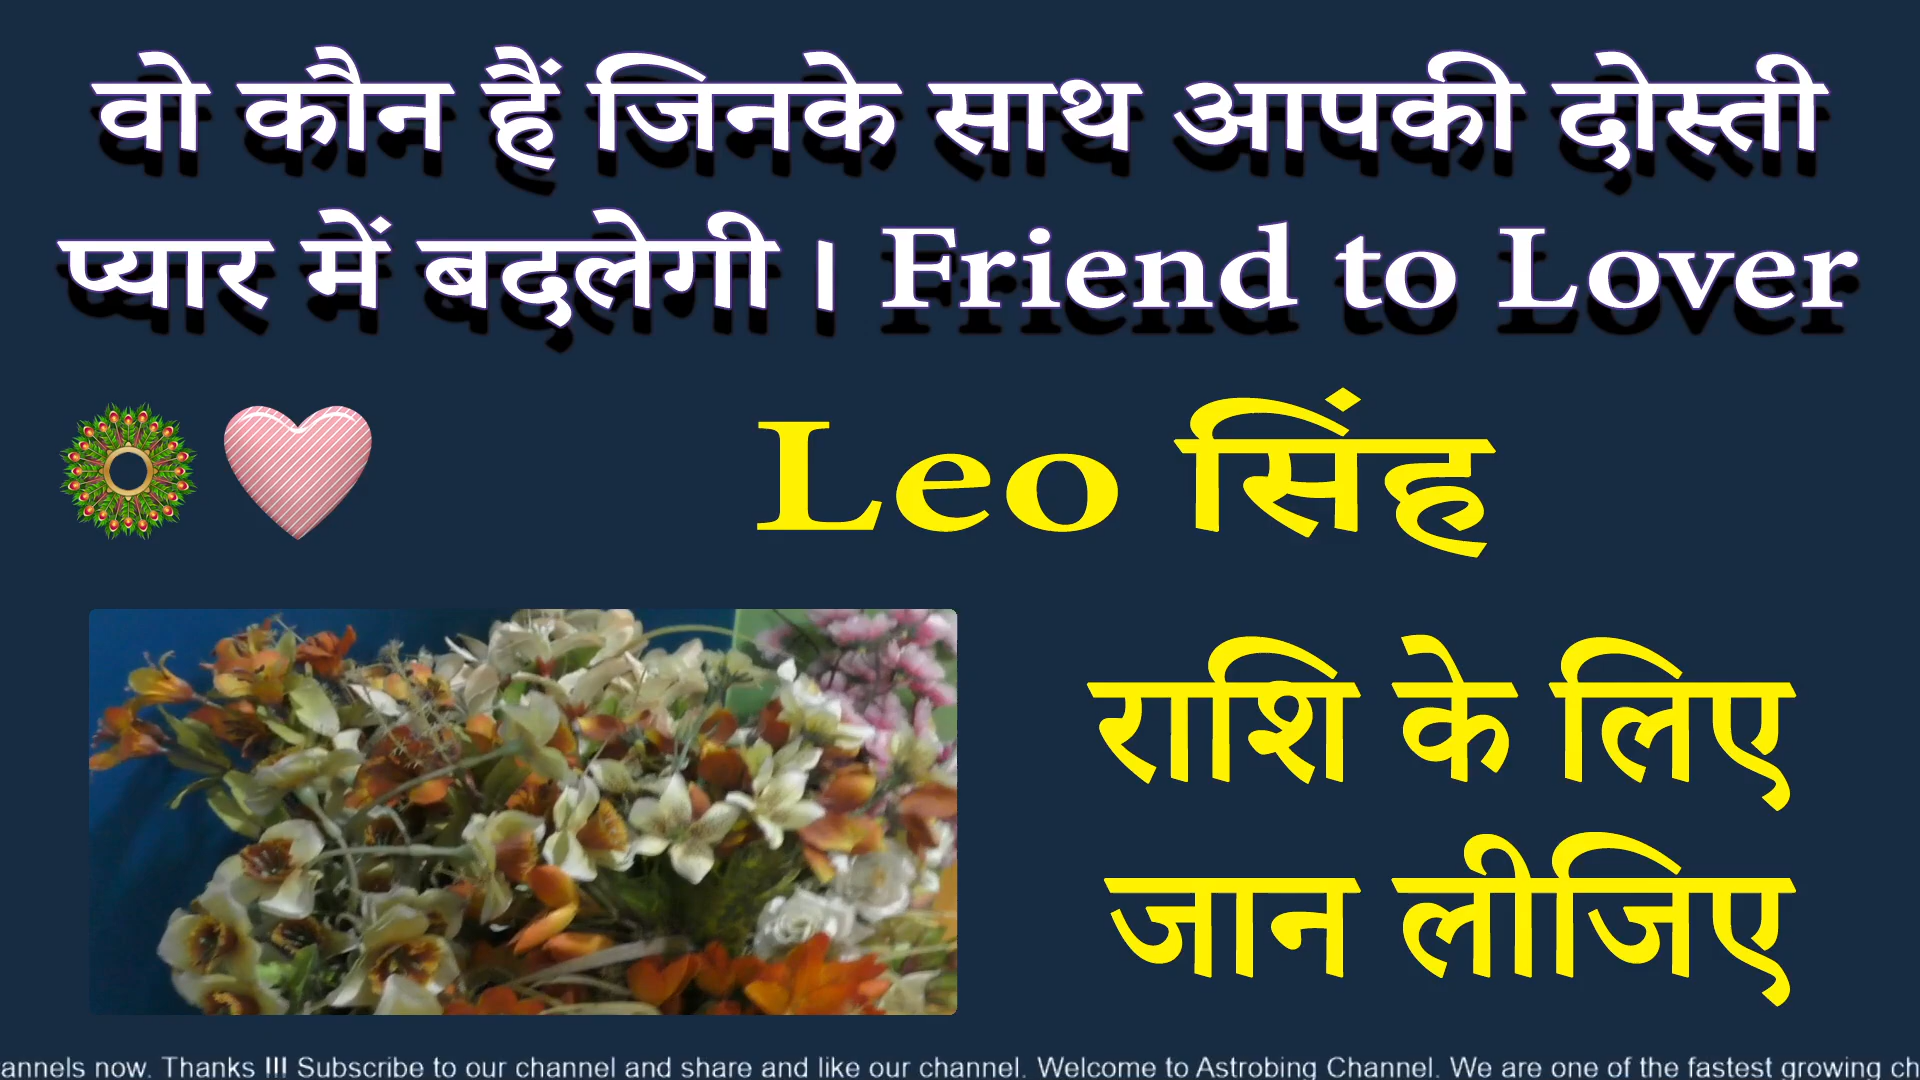 वो कौन हैं जिनके साथ आपकी दोस्ती
प्यार में बदलेगी । Friend to Lover
Leo सिंह
राशि के लिए
जान लीजिए
annels now. Thanks !!! Subscribe to our channel and share and like our channel. Welcome to Astrobing Channel. We are one of the fastest growing ch